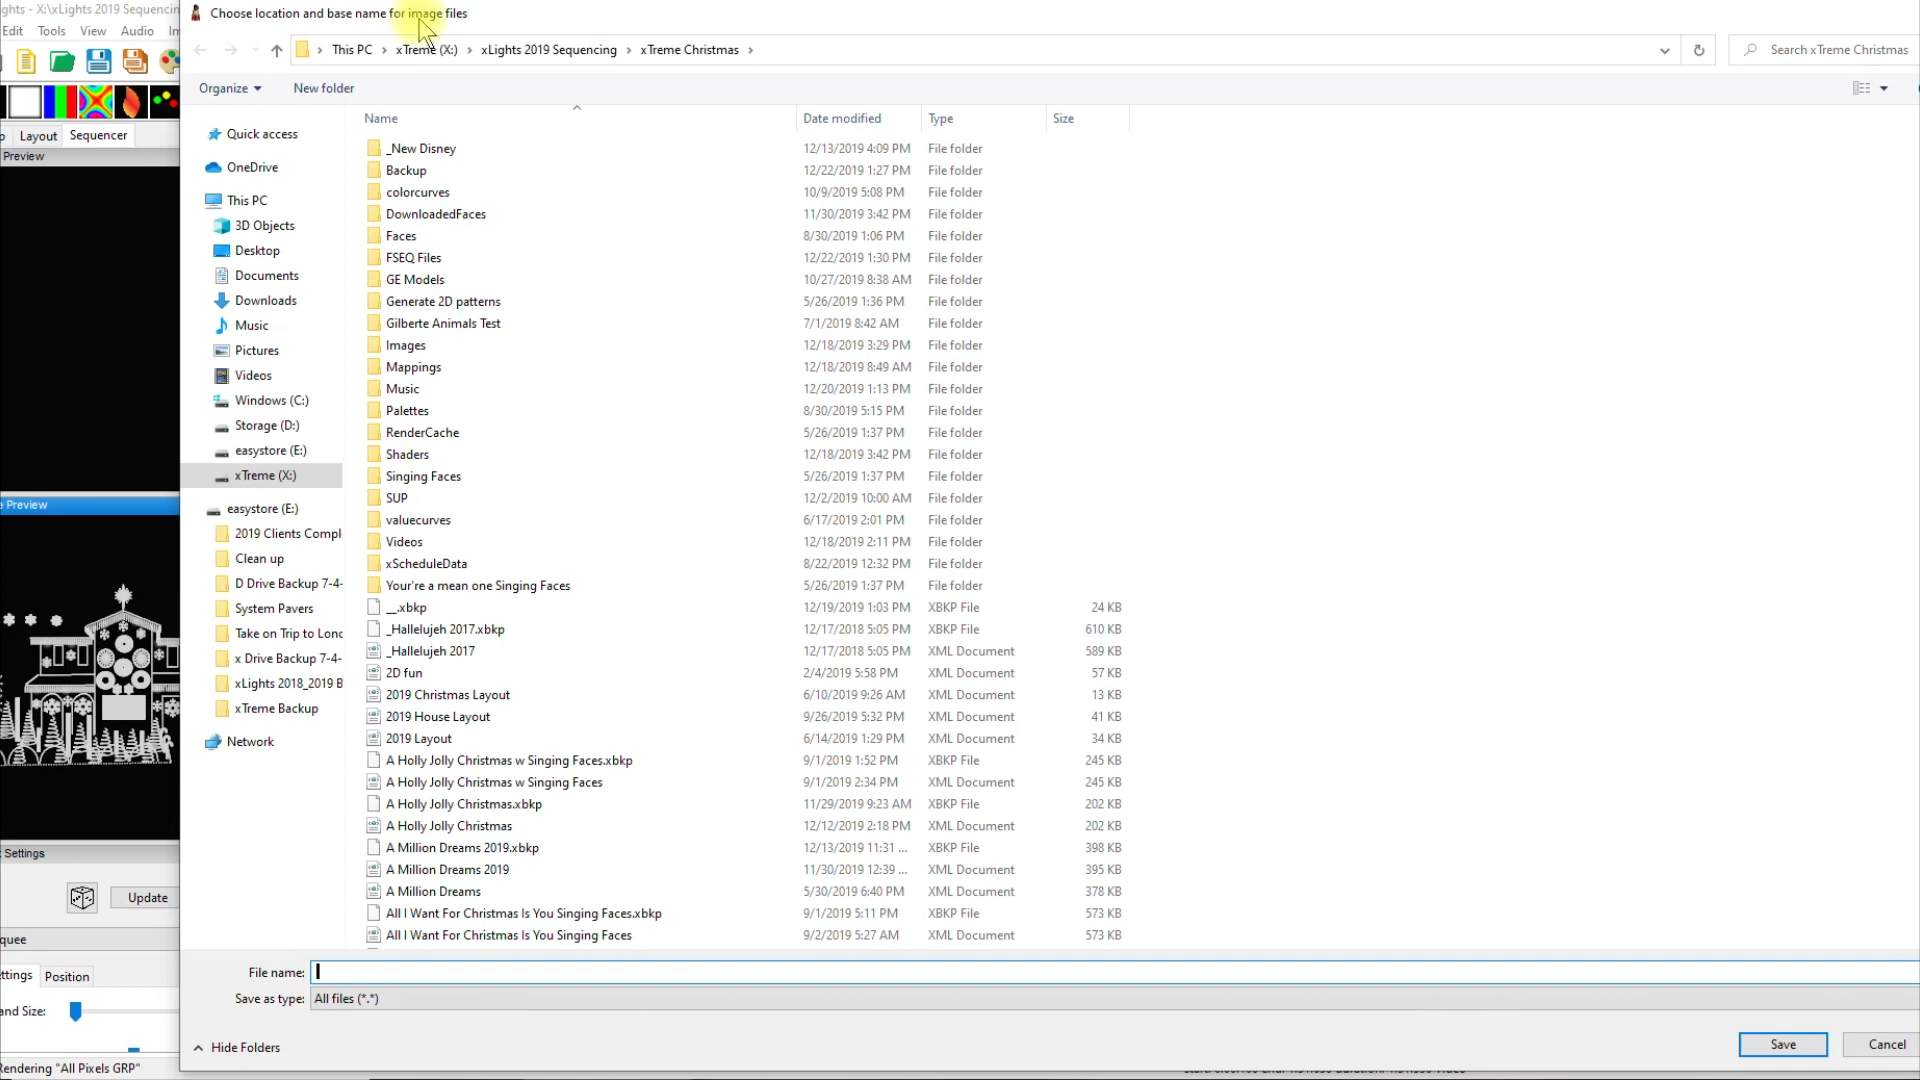 ghts - X:\xLights 2019 Sequencin
Choose location and base name for image files
Edit Tools View Audio Im
This PC > xTreme (X:) > xLights 2019 Sequencing > xTreme Christmas >
Search xTreme Christmas
Organize New folder
Layout Sequencer
Preview
e Preview
Settings
Update
quee
ettings Position
and Size:
Rendering "All Pixels GRP"
Quick access
OneDrive
This PC
3D Objects
Desktop
Documents
Downloads
Music
Pictures
Videos
Windows (C:)
Storage (D:)
easystore (E:)
xTreme (X:)
easystore (E:)
2019 Clients Compl
Clean up
D Drive Backup 7-4-
System Pavers
Take on Trip to Lonc
x Drive Backup 7-4-
xLights 2018_2019 B
xTreme Backup
Network
Name Date modified Type Size
_New Disney 12/13/2019 4:09 PM File folder
Backup 12/22/2019 1:27 PM File folder
colorcurves 10/9/2019 5:08 PM File folder
DownloadedFaces 11/30/2019 3:42 PM File folder
Faces 8/30/2019 1:06 PM File folder
FSEQ Files 12/22/2019 1:30 PM File folder
GE Models 10/27/2019 8:38 AM File folder
Generate 2D patterns 5/26/2019 1:36 PM File folder
Gilberte Animals Test 7/1/2019 8:42 AM File folder
Images 12/18/2019 3:29 PM File folder
Mappings 12/18/2019 8:49 AM File folder
Music 12/20/2019 1:13 PM File folder
Palettes 8/30/2019 5:15 PM File folder
RenderCache 5/26/2019 1:37 PM File folder
Shaders 12/18/2019 3:42 PM File folder
Singing Faces 5/26/2019 1:37 PM File folder
SUP 12/2/2019 10:00 AM File folder
valuecurves 6/17/2019 2:01 PM File folder
Videos 12/18/2019 2:11 PM File folder
xScheduleData 8/22/2019 12:32 PM File folder
Your're a mean one Singing Faces 5/26/2019 1:37 PM File folder
__.xbkp 12/19/2019 1:03 PM XBKP File 24 KB
_Hallelujeh 2017.xbkp 12/17/2018 5:05 PM XBKP File 610 KB
_Hallelujeh 2017 12/17/2018 5:05 PM XML Document 589 KB
2D fun 2/4/2019 5:58 PM XML Document 57 KB
2019 Christmas Layout 6/10/2019 9:26 AM XML Document 13 KB
2019 House Layout 9/26/2019 5:32 PM XML Document 41 KB
2019 Layout 6/14/2019 1:29 PM XML Document 34 KB
A Holly Jolly Christmas w Singing Faces.xbkp 9/1/2019 1:52 PM XBKP File 245 KB
A Holly Jolly Christmas w Singing Faces 9/1/2019 2:34 PM XML Document 245 KB
A Holly Jolly Christmas.xbkp 11/29/2019 9:23 AM XBKP File 202 KB
A Holly Jolly Christmas 12/12/2019 2:18 PM XML Document 202 KB
A Million Dreams 2019.xbkp 12/13/2019 11:31 ... XBKP File 398 KB
A Million Dreams 2019 11/30/2019 12:39 ... XML Document 395 KB
A Million Dreams 5/30/2019 6:40 PM XML Document 378 KB
All I Want For Christmas Is You Singing Faces.xbkp 9/1/2019 5:11 PM XBKP File 573 KB
All I Want For Christmas Is You Singing Faces 9/2/2019 5:27 AM XML Document 573 KB
File name:
Save as type: All files (*.*)
Hide Folders
Save Cancel